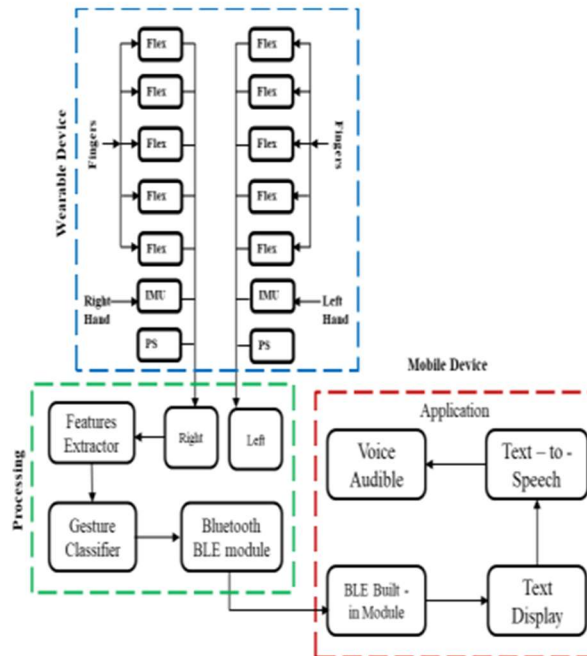 Wearable Device
Fingers
Flex
Flex
Flex
Flex
Flex
Right
Hand
IMU
PS
Flex
Flex
Flex
Flex
Flex
Fingers
IMU
Left
Hand
PS
Mobile Device
Processing
Features
Extractor
Right
Left
Gesture
Classifier
Bluetooth
BLE module
Application
Voice
Audible
Text – to -
Speech
BLE Built -
in Module
Text
Display